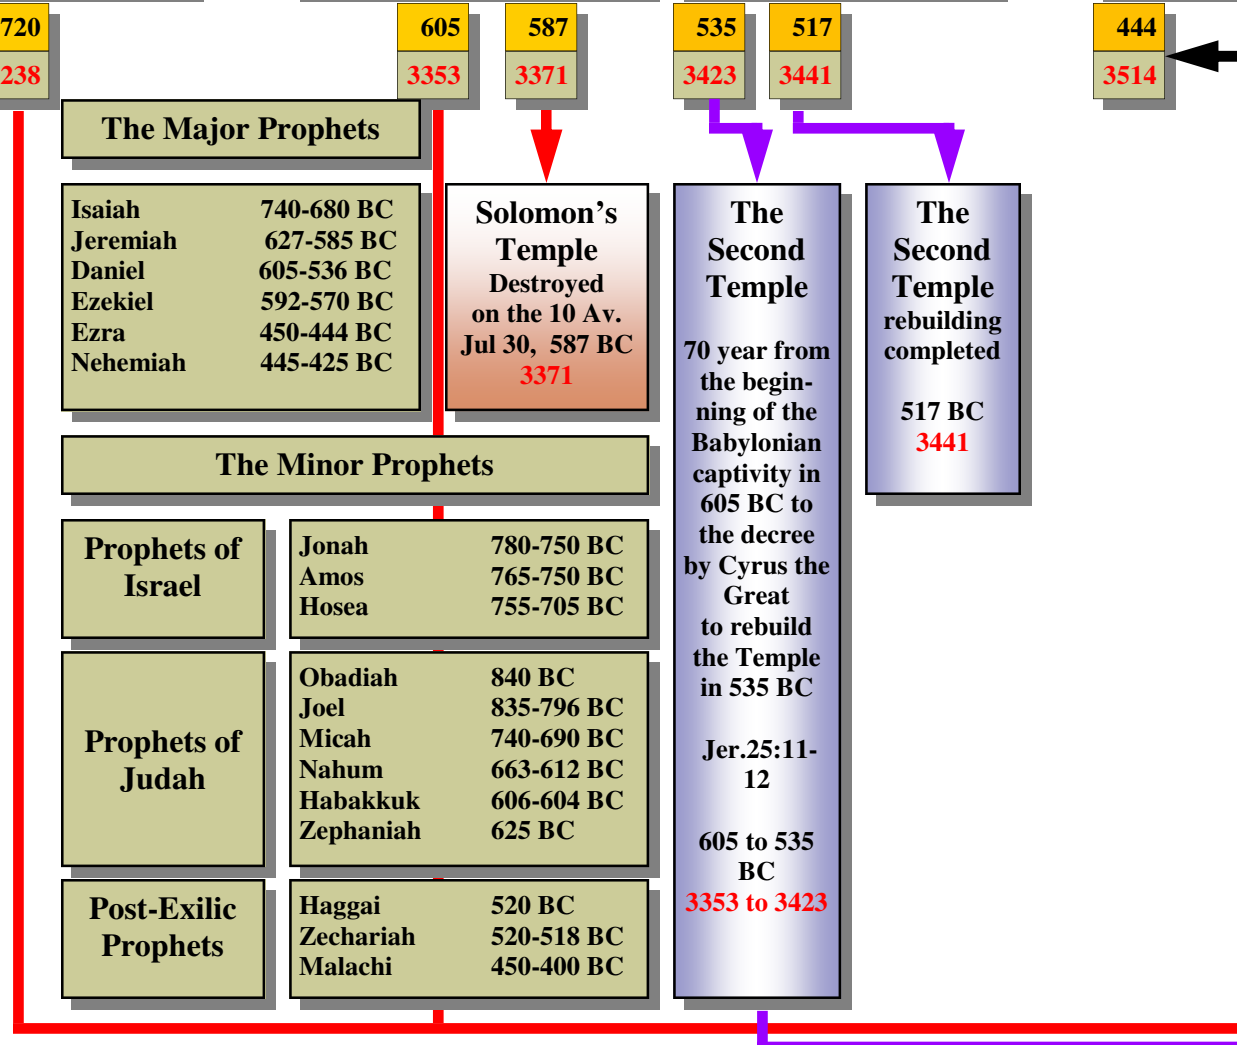 720
238
605
3353
587
3371
535
3423
517
3441
444
3514
The Major Prophets
Isaiah 740-680 BC
Jeremiah 627-585 BC
Daniel 605-536 BC
Ezekiel 592-570 BC
Ezra 450-444 BC
Nehemiah 445-425 BC
Solomon's
Temple
Destroyed
on the 10 Av.
Jul 30, 587 BC
3371
The
Second
Temple
70 year from
the begin-
ning of the
Babylonian
captivity in
605 BC to
the decree
by Cyrus the
Great
to rebuild
the Temple
in 535 BC
Jer.25:11-
12
605 to 535
BC
3353 to 3423
The
Second
Temple
rebuilding
completed
517 BC
3441
The Minor Prophets
Prophets of
Israel
Jonah 780-750 BC
Amos 765-750 BC
Hosea 755-705 BC
Prophets of
Judah
Obadiah 840 BC
Joel 835-796 BC
Micah 740-690 BC
Nahum 663-612 BC
Habakkuk 606-604 BC
Zephaniah 625 BC
Post-Exilic
Prophets
Haggai 520 BC
Zechariah 520-518 BC
Malachi 450-400 BC